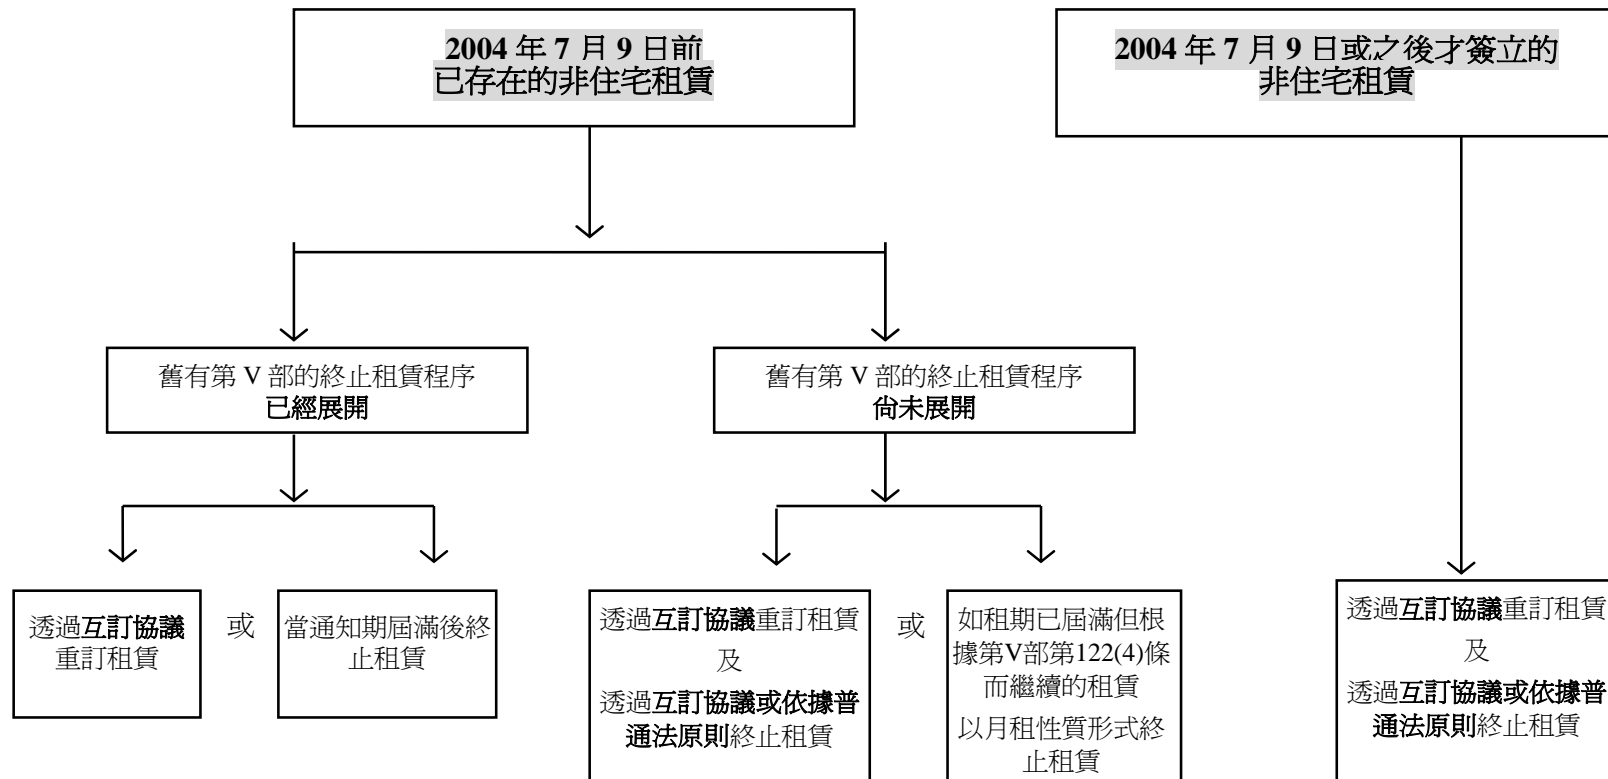 2004 年 7 月 9 日前
已存在的非住宅租賃
2004 年 7 月 9 日或之後才簽立的
非住宅租賃
舊有第 V 部的終止租賃程序
已經展開
舊有第 V 部的終止租賃程序
尚未展開
透過互訂協議
重訂租賃
或
當通知期屆滿後終
止租賃
透過互訂協議重訂租賃
及
透過互訂協議或依據普
通法原則終止租賃
或
如租期已屆滿但根
據第V部第122(4)條
而繼續的租賃
以月租性質形式終
止租賃
透過互訂協議重訂租賃
及
透過互訂協議或依據普
通法原則終止租賃